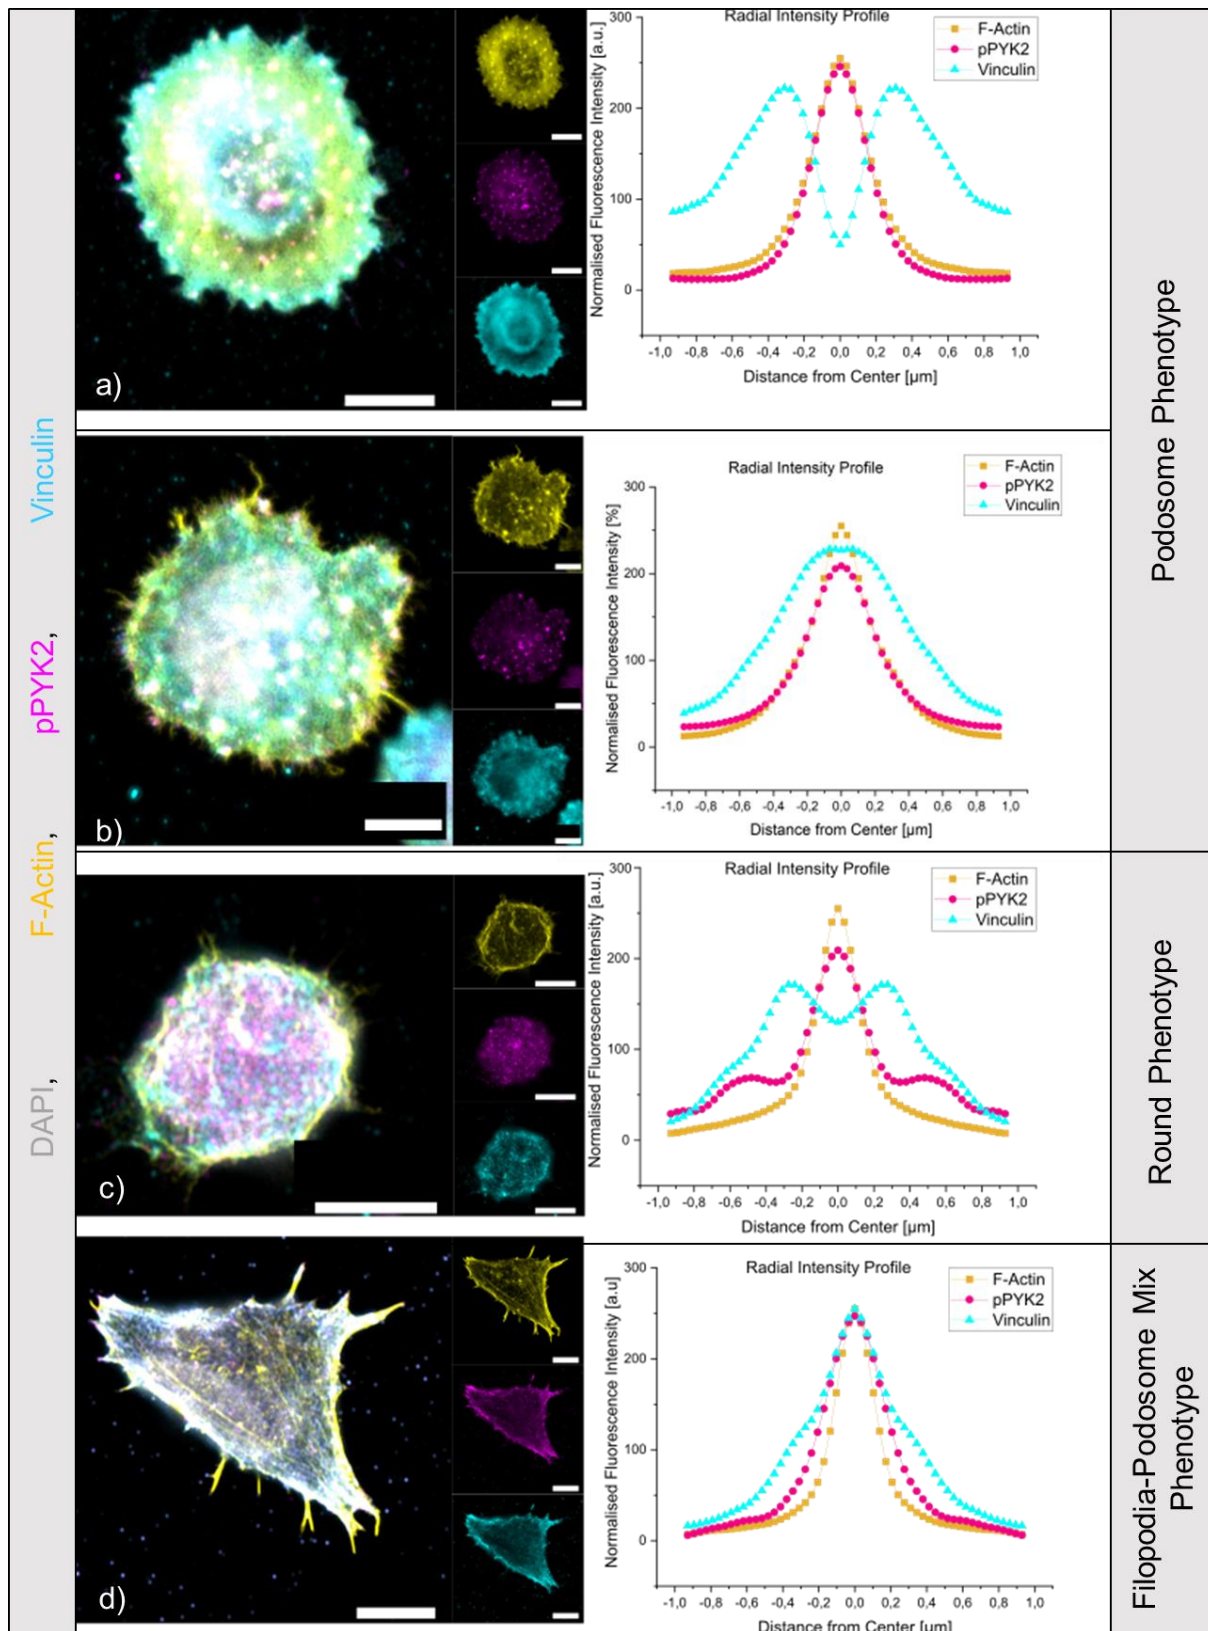 DAPI, F-Actin, pPYK2, Vinculin
a)
Radial Intensity Profile
F-Actin
pPYK2
Vinculin
Normalised Fluorescence Intensity [a.u.]
300
200
100
0
-1,0 -0,8 -0,6 -0,4 -0,2 0,0 0,2 0,4 0,6 0,8 1,0
Distance from Center [µm]
Podosome Phenotype
b)
Radial Intensity Profile
F-Actin
pPYK2
Vinculin
Normalised Fluorescence Intensity [%]
300
200
100
0
-1,0 -0,8 -0,6 -0,4 -0,2 0,0 0,2 0,4 0,6 0,8 1,0
Distance from Center [µm]
c)
Radial Intensity Profile
F-Actin
pPYK2
Vinculin
Normalised Fluorescence Intensity [a.u.]
300
200
100
0
-1,0 -0,8 -0,6 -0,4 -0,2 0,0 0,2 0,4 0,6 0,8 1,0
Distance from Center [µm]
Round Phenotype
d)
Radial Intensity Profile
F-Actin
pPYK2
Vinculin
Normalised Fluorescence Intensity [a.u]
300
200
100
0
-1,0 -0,8 -0,6 -0,4 -0,2 0,0 0,2 0,4 0,6 0,8 1,0
Distance from Center [µm]
Filopodia-Podosome Mix
Phenotype